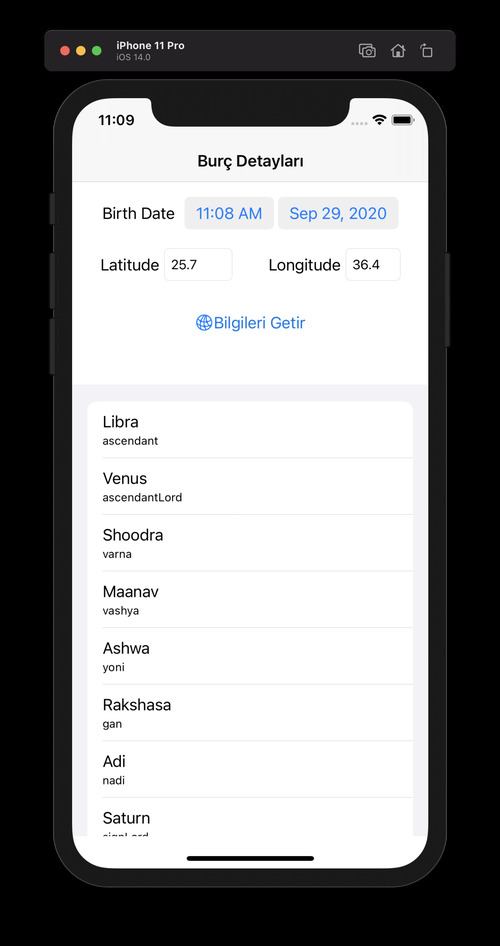 iPhone 11 Pro
iOS 14.0
11:09
Burç Detayları
Birth Date 11:08 AM Sep 29, 2020
Latitude 25.7 Longitude 36.4
Bilgileri Getir
Libra
ascendant
Venus
ascendantLord
Shoodra
varna
Maanav
vashya
Ashwa
yoni
Rakshasa
gan
Adi
nadi
Saturn